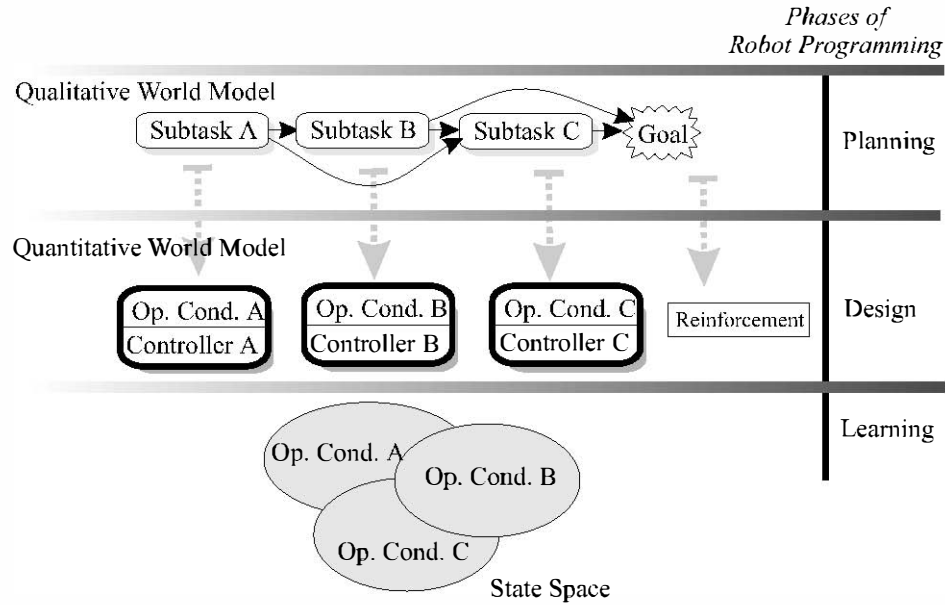 Phases of
Robot Programming
Qualitative World Model
Subtask A
Subtask B
Subtask C
Goal
Planning
Quantitative World Model
Op. Cond. A
Controller A
Op. Cond. B
Controller B
Op. Cond. C
Controller C
Reinforcement
Design
Learning
Op. Cond. A
Op. Cond. B
Op. Cond. C
State Space